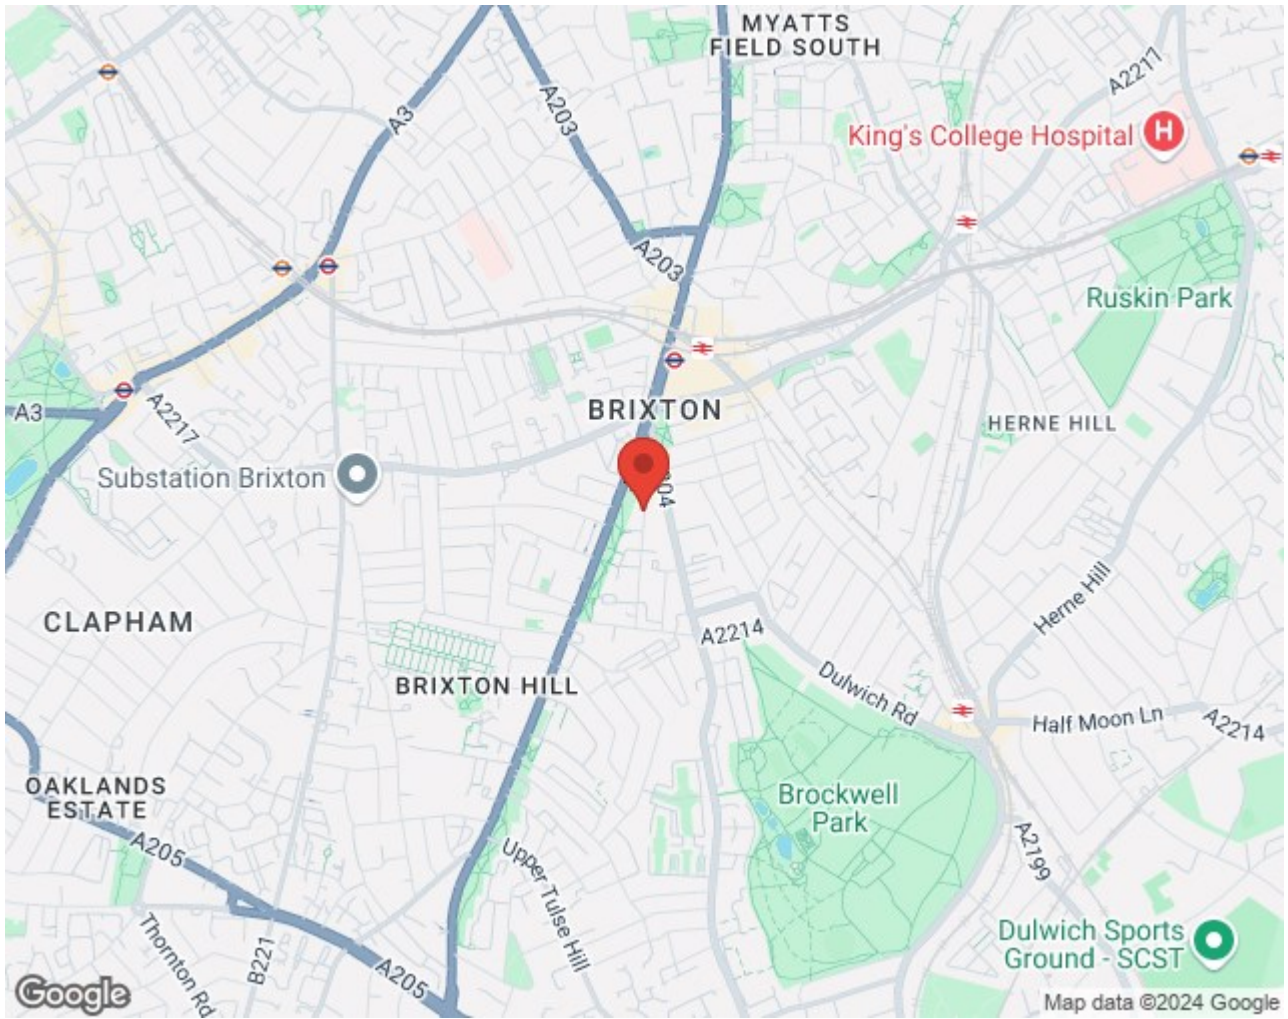 MYATTS
FIELD SOUTH
A2217
A203
A3
King's College Hospital
H
A203
Ruskin Park
BRIXTON
A3
A2217
HERNE HILL
Substation Brixton
204
Herne Hill
CLAPHAM
A2214
BRIXTON HILL
Dulwich Rd
Half Moon Ln
A2214
OAKLANDS
ESTATE
Brockwell
Park
A205
A2199
Upper Tulse Hill
Thornton Rd
B221
A205
Dulwich Sports
Ground - SCST
Google
Map data ©2024 Google